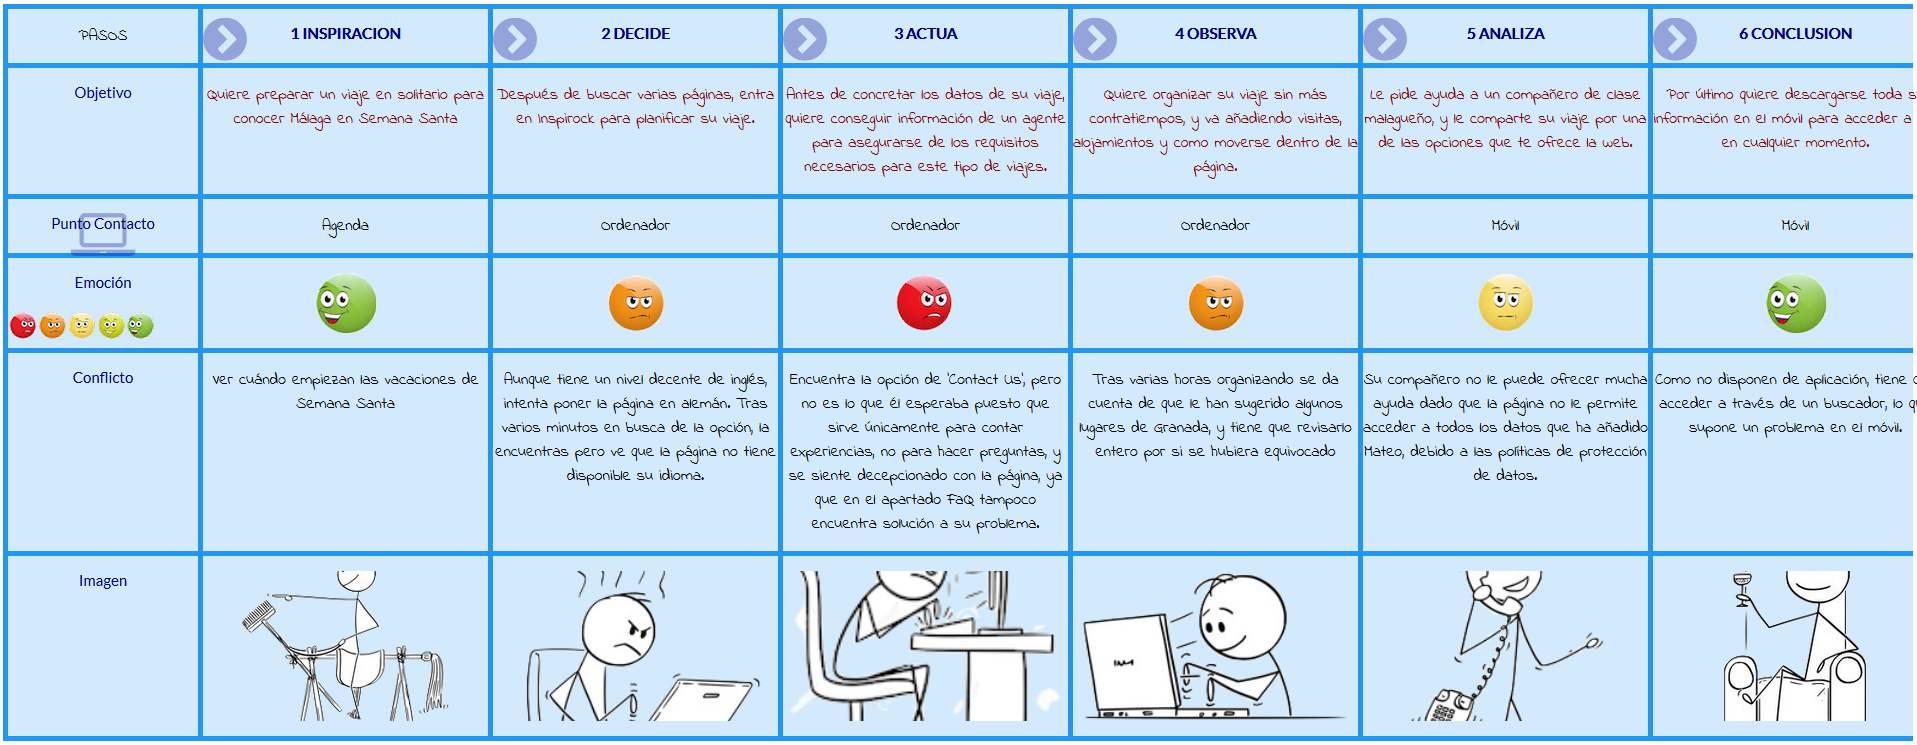 PASOS
1 INSPIRACION
2 DECIDE
3 ACTUA
4 OBSERVA
5 ANALIZA
6 CONCLUSION
Objetivo
Quiere preparar un viaje en solitario para
conocer Málaga en Semana Santa
Después de buscar varias páginas, entra
en Inspirock para planificar su viaje.
Antes de concretar los datos de su viaje,
quiere conseguir información de un agente
para asegurarse de los requisitos
necesarios para este tipo de viajes.
Quiere organizar su viaje sin más
contratiempos, y va añadiendo visitas,
alojamientos y como moverse dentro de la
página.
Le pide ayuda a un compañero de clase
malagueño, y le comparte su viaje por una
de las opciones que te ofrece la web.
Por último quiere descargarse toda s
información en el móvil para acceder a
en cualquier momento.
Punto Contacto
Agenda
Ordenador
Ordenador
Ordenador
Móvil
Móvil
Emoción
Conflicto
Ver cuándo empiezan las vacaciones de
Semana Santa
Aunque tiene un nivel decente de inglés,
intenta poner la página en alemán. Tras
varios minutos en busca de la opción, la
encuentras pero ve que la página no tiene
disponible su idioma.
Encuentra la opción de 'Contact Us', pero
no es lo que él esperaba puesto que
sirve únicamente para contar
experiencias, no para hacer preguntas, y
se siente decepcionado con la página, ya
que en el apartado FaQ tampoco
encuentra solución a su problema.
Tras varias horas organizando se da
cuenta de que le han sugerido algunos
lugares de Granada, y tiene que revisarlo
entero por si se hubiera equivocado
Su compañero no le puede ofrecer mucha
ayuda dado que la página no le permite
acceder a todos los datos que ha añadido
Mateo, debido a las políticas de protección
de datos.
Como no disponen de aplicación, tiene
acceder a través de un buscador, lo q
supone un problema en el móvil.
Imagen